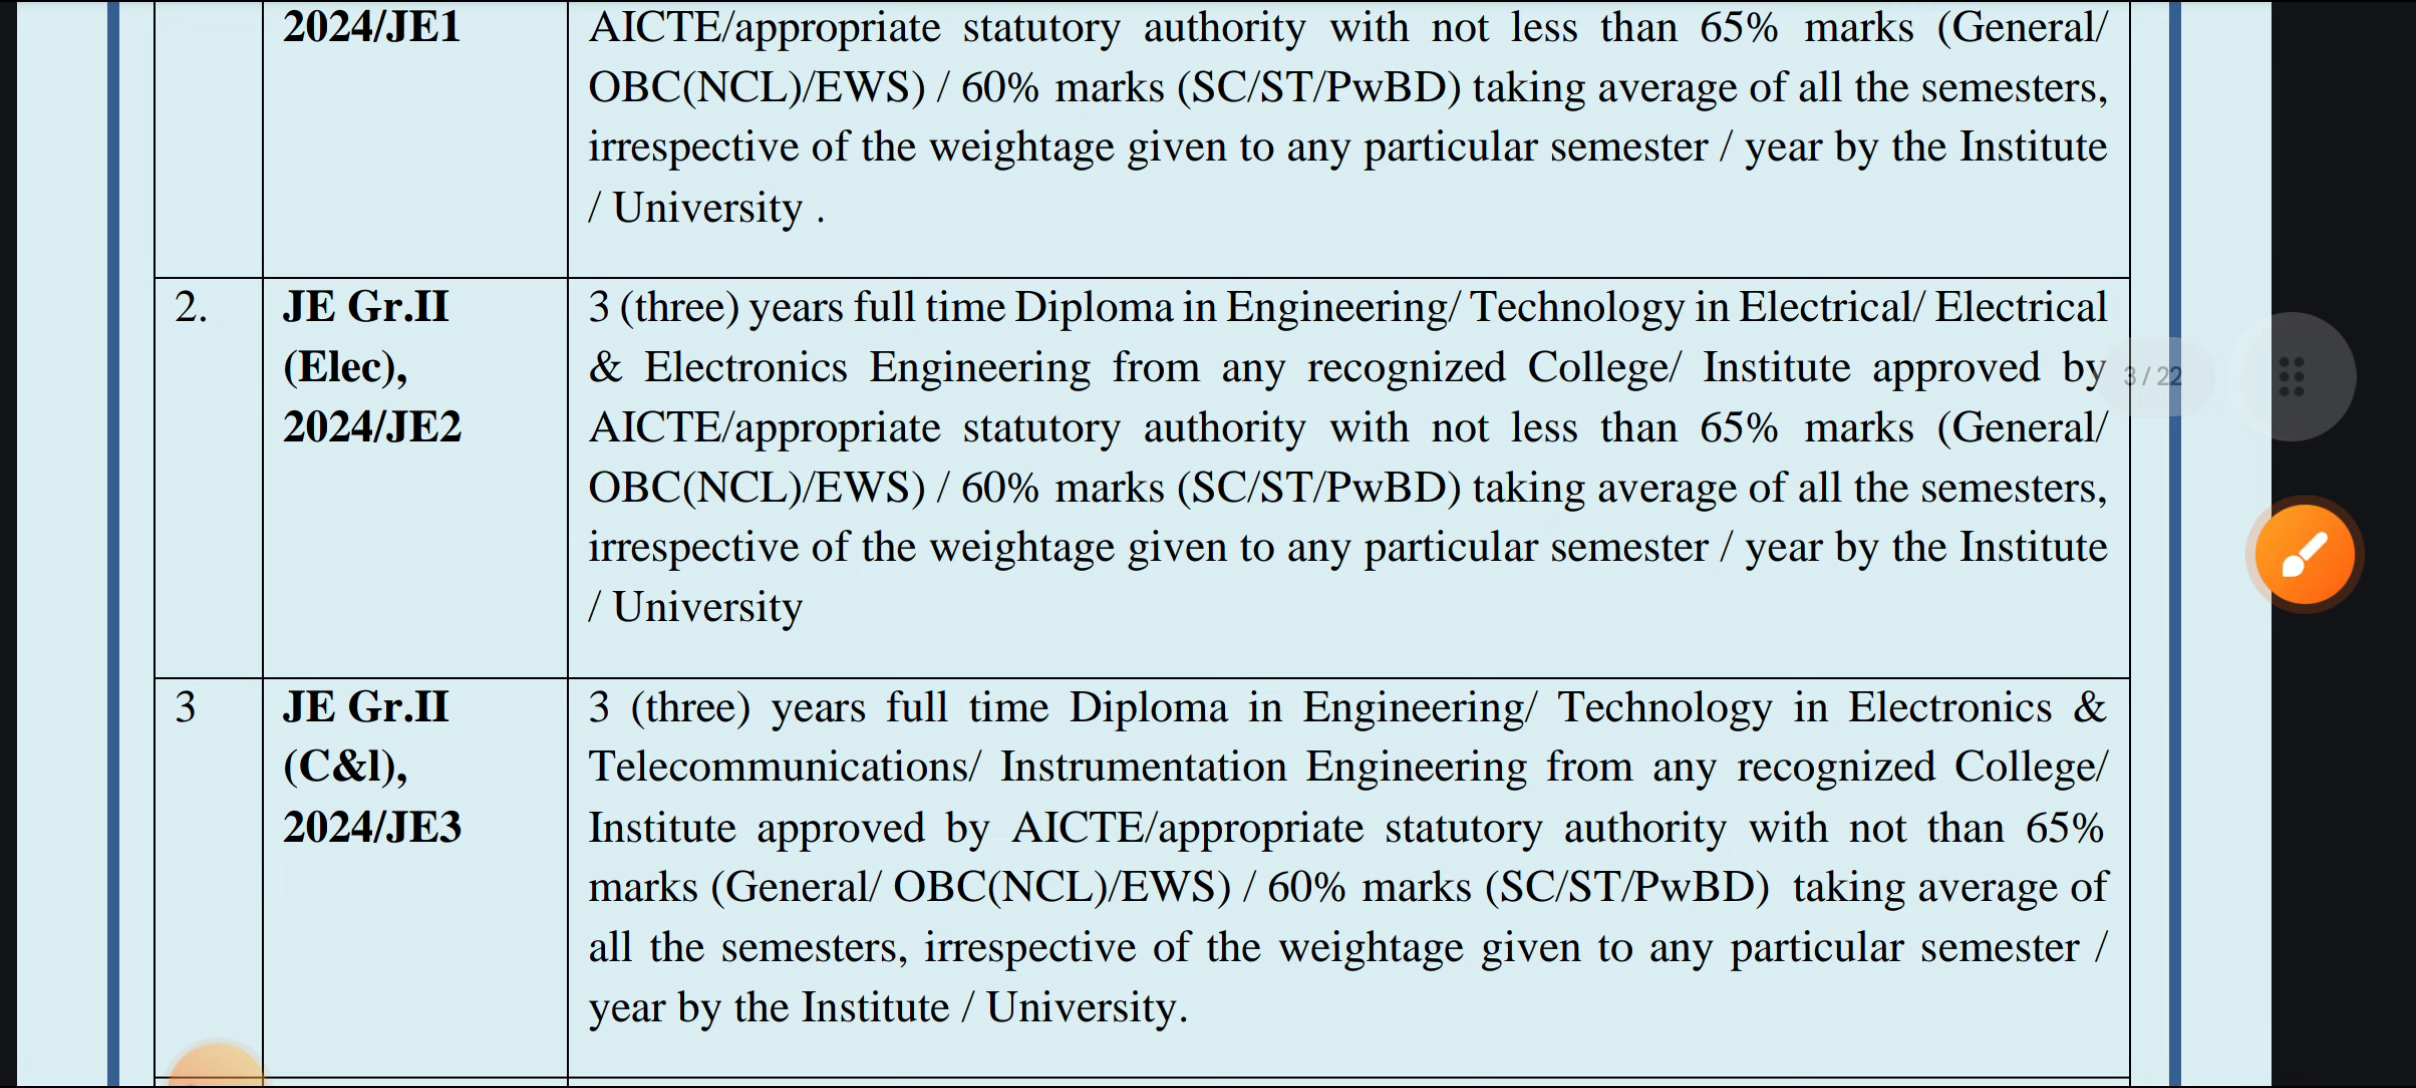 2024/JE1
AICTE/appropriate statutory authority with not less than 65% marks (General/
OBC(NCL)/EWS) / 60% marks (SC/ST/PwBD) taking average of all the semesters,
irrespective of the weightage given to any particular semester / year by the Institute
/ University .
2.
JE Gr.II
(Elec),
2024/JE2
3 (three) years full time Diploma in Engineering/ Technology in Electrical/ Electrical
& Electronics Engineering from any recognized College/ Institute approved by
AICTE/appropriate statutory authority with not less than 65% marks (General/
OBC(NCL)/EWS) / 60% marks (SC/ST/PwBD) taking average of all the semesters,
irrespective of the weightage given to any particular semester / year by the Institute
/ University
3 / 22
3
JE Gr.II
(C&l),
2024/JE3
3 (three) years full time Diploma in Engineering/ Technology in Electronics &
Telecommunications/ Instrumentation Engineering from any recognized College/
Institute approved by AICTE/appropriate statutory authority with not than 65%
marks (General/ OBC(NCL)/EWS) / 60% marks (SC/ST/PwBD) taking average of
all the semesters, irrespective of the weightage given to any particular semester /
year by the Institute / University.